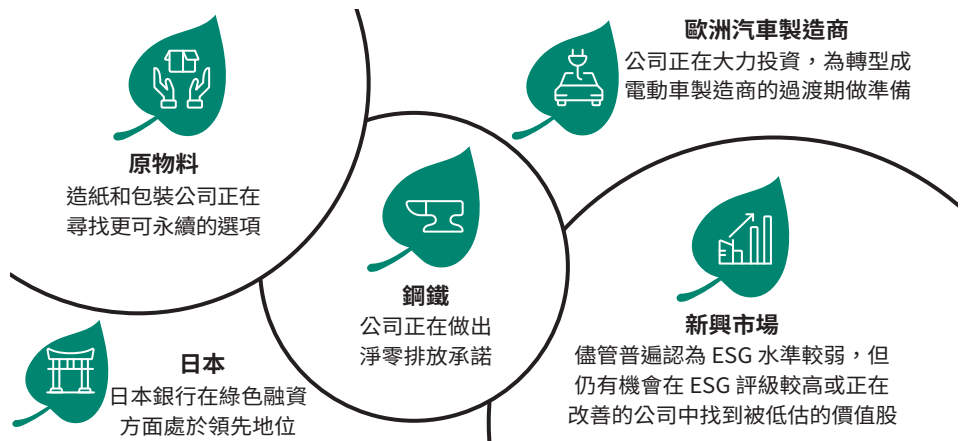 原物料
造紙和包裝公司正在
尋找更可永續的選項
歐洲汽車製造商
公司正在大力投資，為轉型成
電動車製造商的過渡期做準備
鋼鐵
公司正在做出
淨零排放承諾
新興市場
儘管普遍認為 ESG 水準較弱，但
仍有機會在 ESG 評級較高或正在
改善的公司中找到被低估的價值股
日本
日本銀行在綠色融資
方面處於領先地位